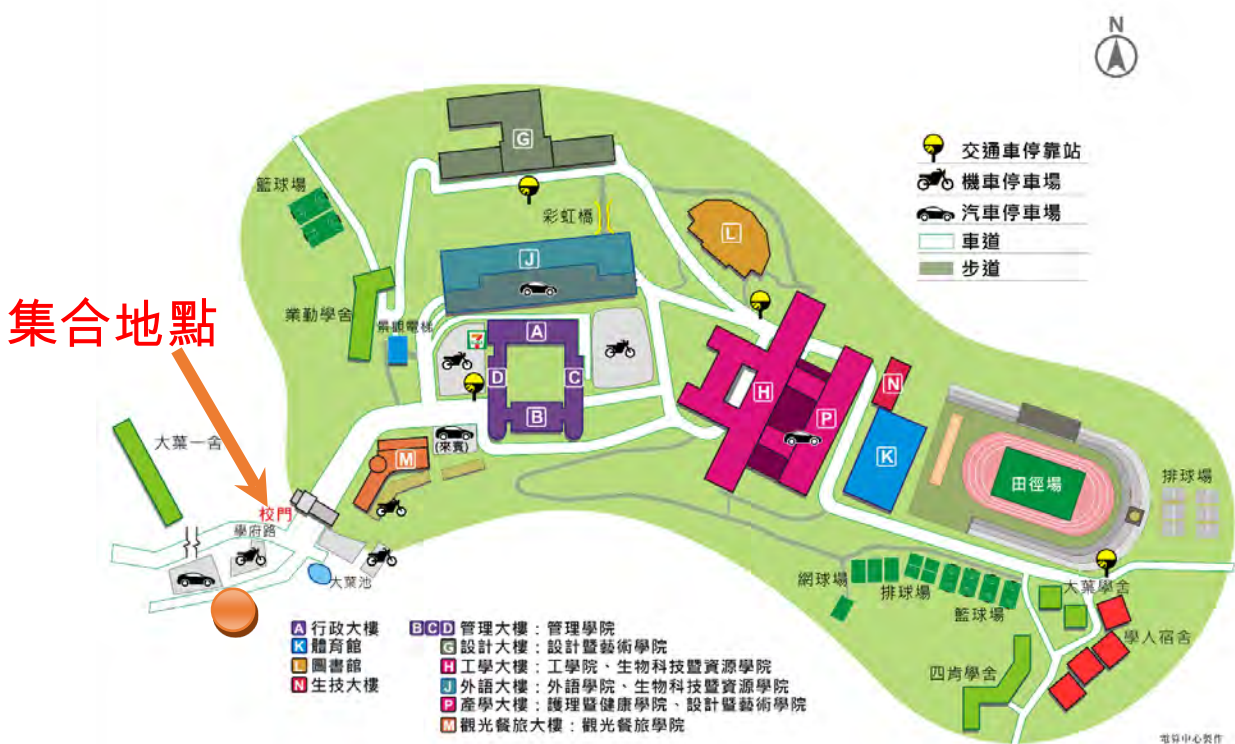 N
交通車停靠站
機車停車場
汽車停車場
車道
步道
G
籃球場
彩虹橋
L
J
集合地點
業勤學舍
景觀電梯
7
A
D
C
B
H
N
P
(來賓)
M
K
大葉一舍
田徑場
排球場
校門
學府路
大葉池
網球場
排球場
籃球場
大葉學舍
學人宿舍
四肯學舍
A 行政大樓
K 體育館
L 圖書館
N 生技大樓
B C D 管理大樓：管理學院
G 設計大樓：設計暨藝術學院
H 工學大樓：工學院、生物科技暨資源學院
J 外語大樓：外語學院、生物科技暨資源學院
P 產學大樓：護理暨健康學院、設計暨藝術學院
M 觀光餐旅大樓：觀光餐旅學院
電算中心製作